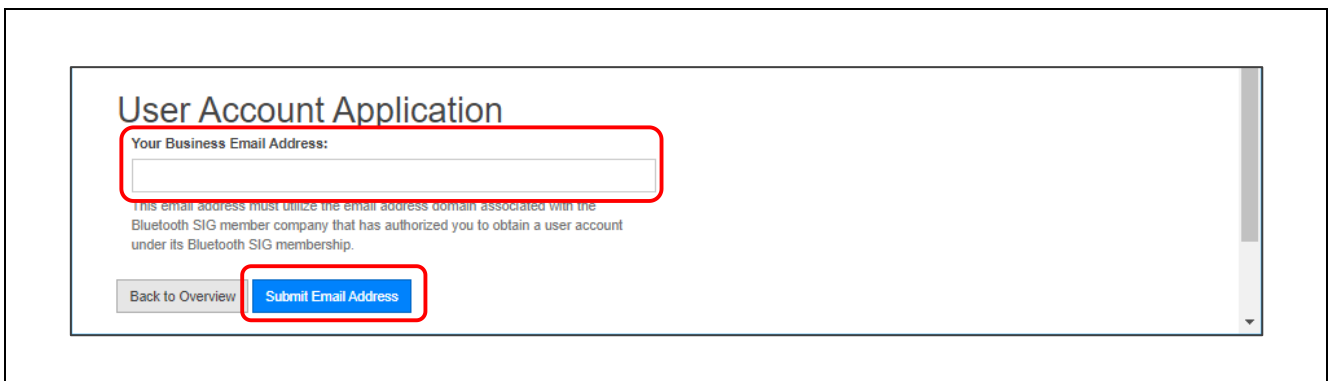 User Account Application
Your Business Email Address:
This email address must utilize the email address domain associated with the
Bluetooth SIG member company that has authorized you to obtain a user account
under its Bluetooth SIG membership.
Back to Overview
Submit Email Address